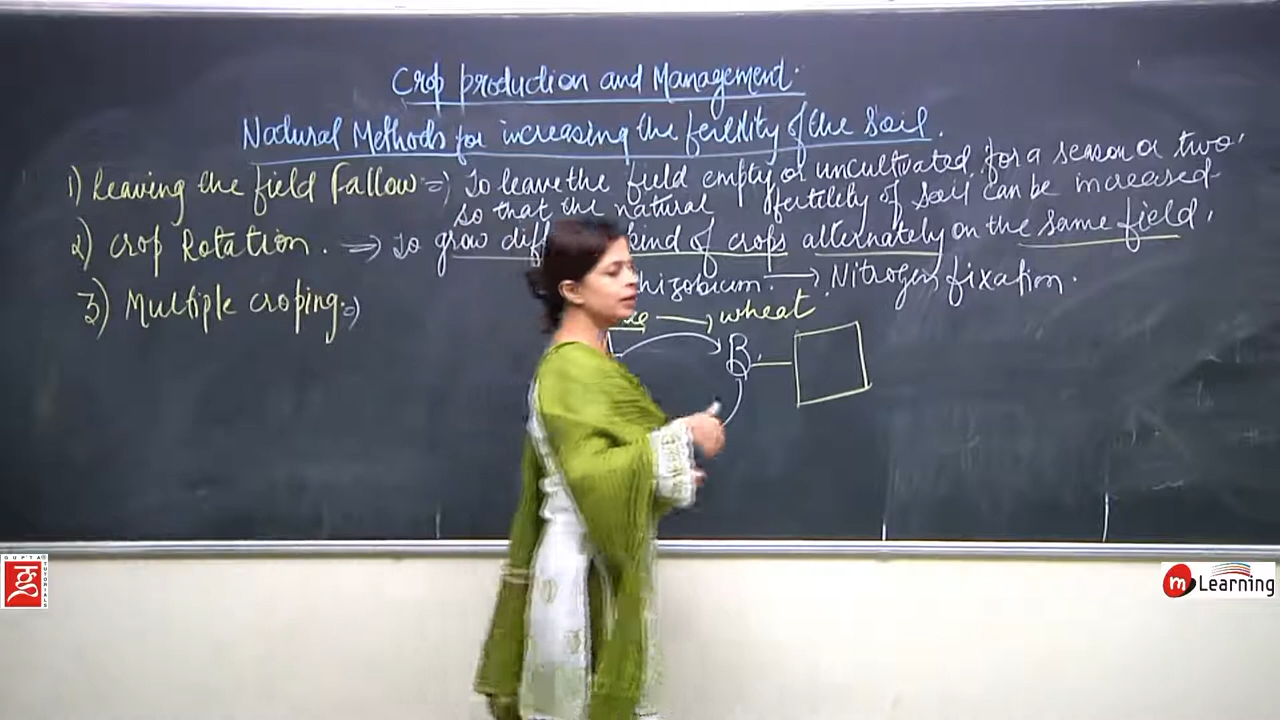 Crop production and Management.
Natural Methods for increasing the fertility of the soil.
1) Leaving the field fallow => To leave the field empty or uncultivated for a season or two,
so that the natural fertility of soil can be increased
2) Crop Rotation. => To grow kind of crops alternately on the same field,
Nitrogen fixation.
3) Multiple croping =>
wheat
B
GUPTA TUTORIALS
m Learning